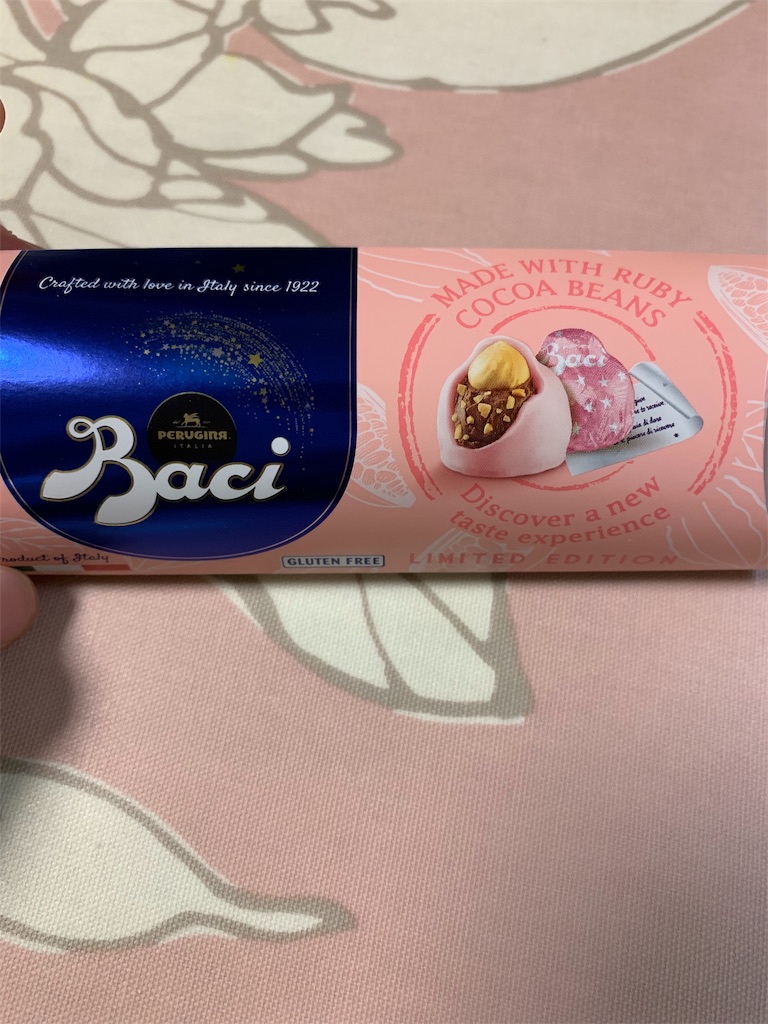 Crafted with love in Italy since 1922
PERUGINA
ITALIA
Baci
Product of Italy
GLUTEN FREE
MADE WITH RUBY
COCOA BEANS
Baci
Discover a new
taste experience
LIMITED EDITION